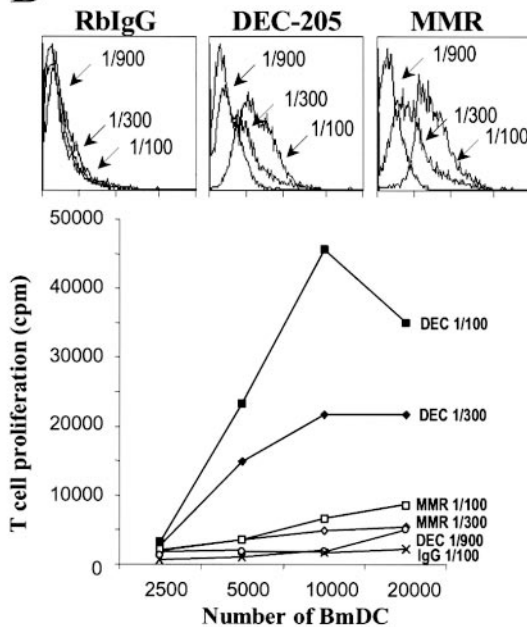 RbIgG DEC-205 MMR
1/900
1/300
1/100
1/900
1/300
1/100
1/900
1/300
1/100
50000
40000
30000
20000
10000
0
T cell proliferation (cpm)
DEC 1/100
DEC 1/300
MMR 1/100
MMR 1/300
DEC 1/900
IgG 1/100
2500 5000 10000 20000
Number of BmDC